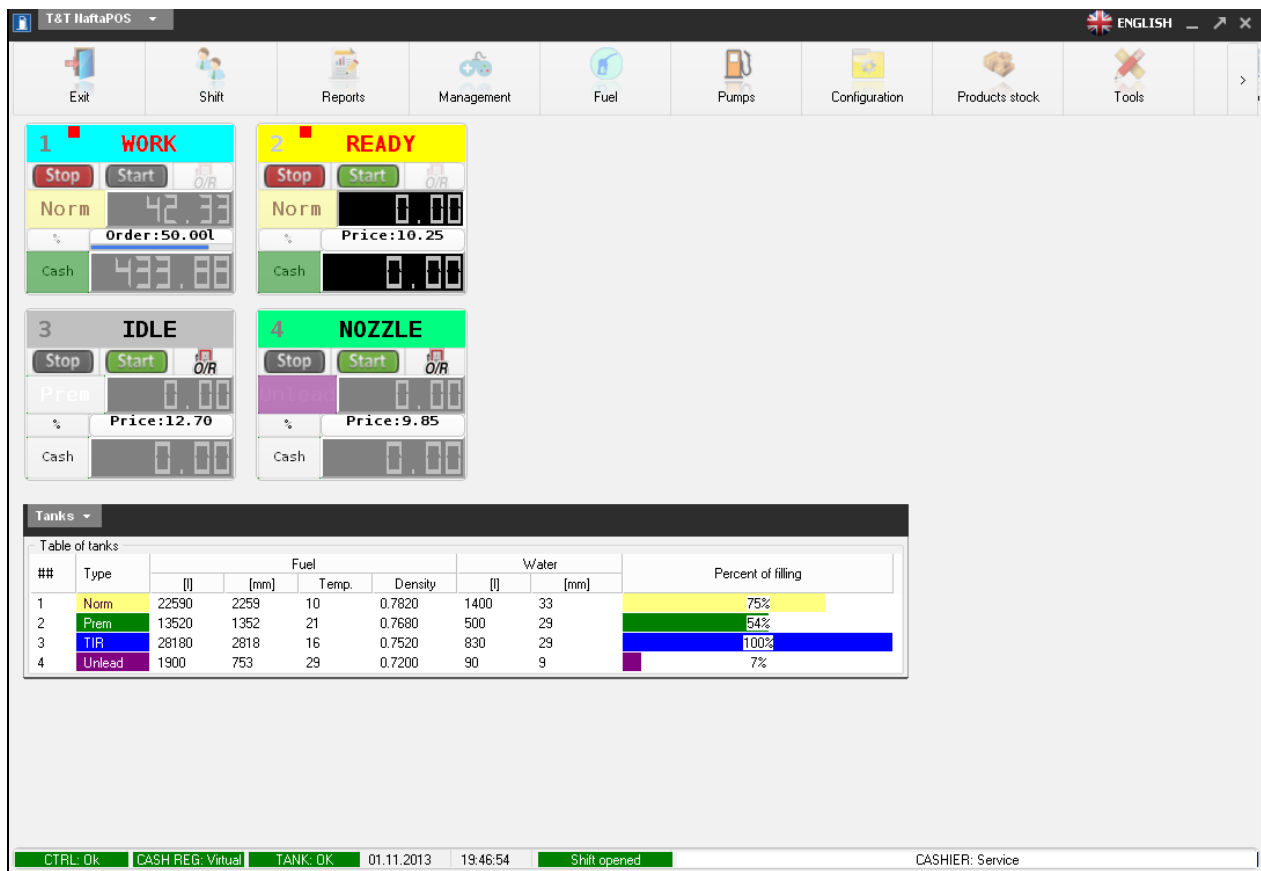 T&T NaftaPOS ENGLISH
Exit Shift Reports Management Fuel Pumps Configuration Products stock Tools >
1 WORK 2 READY
Stop Start O/R Stop Start O/R
Norm 42.33 Norm 0.00
% Order:50.00l % Price:10.25
Cash 433.88 Cash 0.00
3 IDLE 4 NOZZLE
Stop Start O/R Stop Start O/R
Prem 0.00 Unlead 0.00
% Price:12.70 % Price:9.85
Cash 0.00 Cash 0.00
Tanks
Table of tanks
## Type Fuel Water Percent of filling
[l] [mm] Temp. Density [l] [mm]
1 Norm 22590 2259 10 0.7820 1400 33 75%
2 Prem 13520 1352 21 0.7680 500 29 54%
3 TIR 28180 2818 16 0.7520 830 29 100%
4 Unlead 1900 753 29 0.7200 90 9 7%
CTRL: Ok CASH REG: Virtual TANK: OK 01.11.2013 19:46:54 Shift opened CASHIER: Service